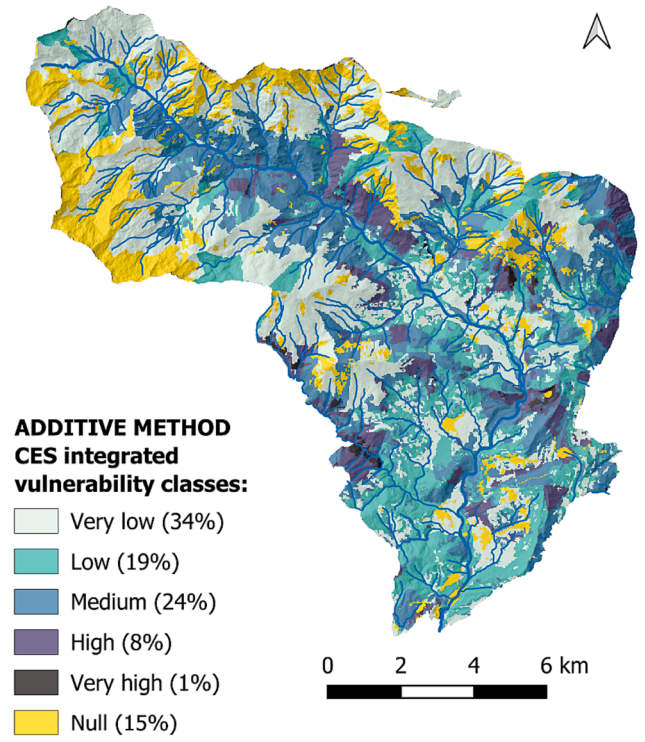 ADDITIVE METHOD
CES integrated
vulnerability classes:
Very low (34%)
Low (19%)
Medium (24%)
High (8%)
Very high (1%)
Null (15%)
0 2 4 6 km